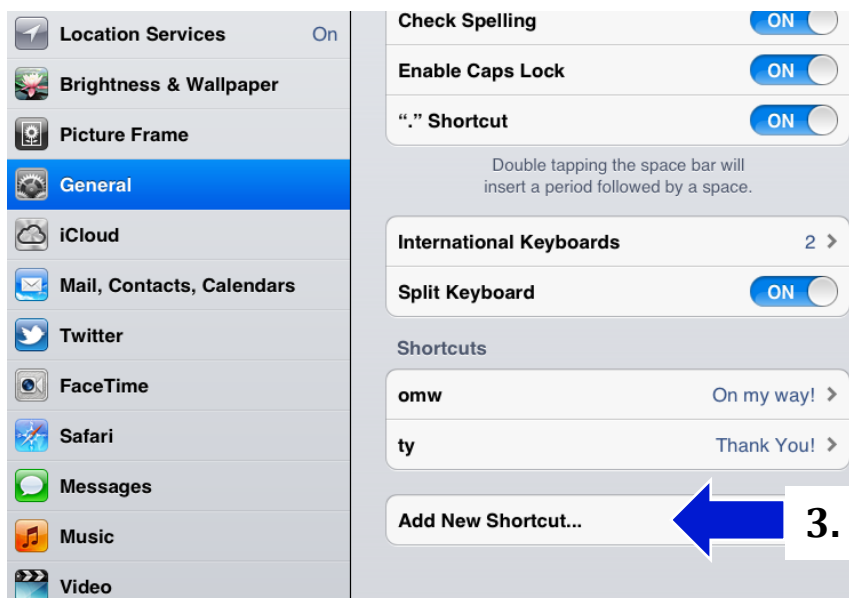 Location Services On
Brightness & Wallpaper
Picture Frame
General
iCloud
Mail, Contacts, Calendars
Twitter
FaceTime
Safari
Messages
Music
Video
Check Spelling ON
Enable Caps Lock ON
“.” Shortcut ON
Double tapping the space bar will
insert a period followed by a space.
International Keyboards 2
Split Keyboard ON
Shortcuts
omw On my way!
ty Thank You!
Add New Shortcut...
3.